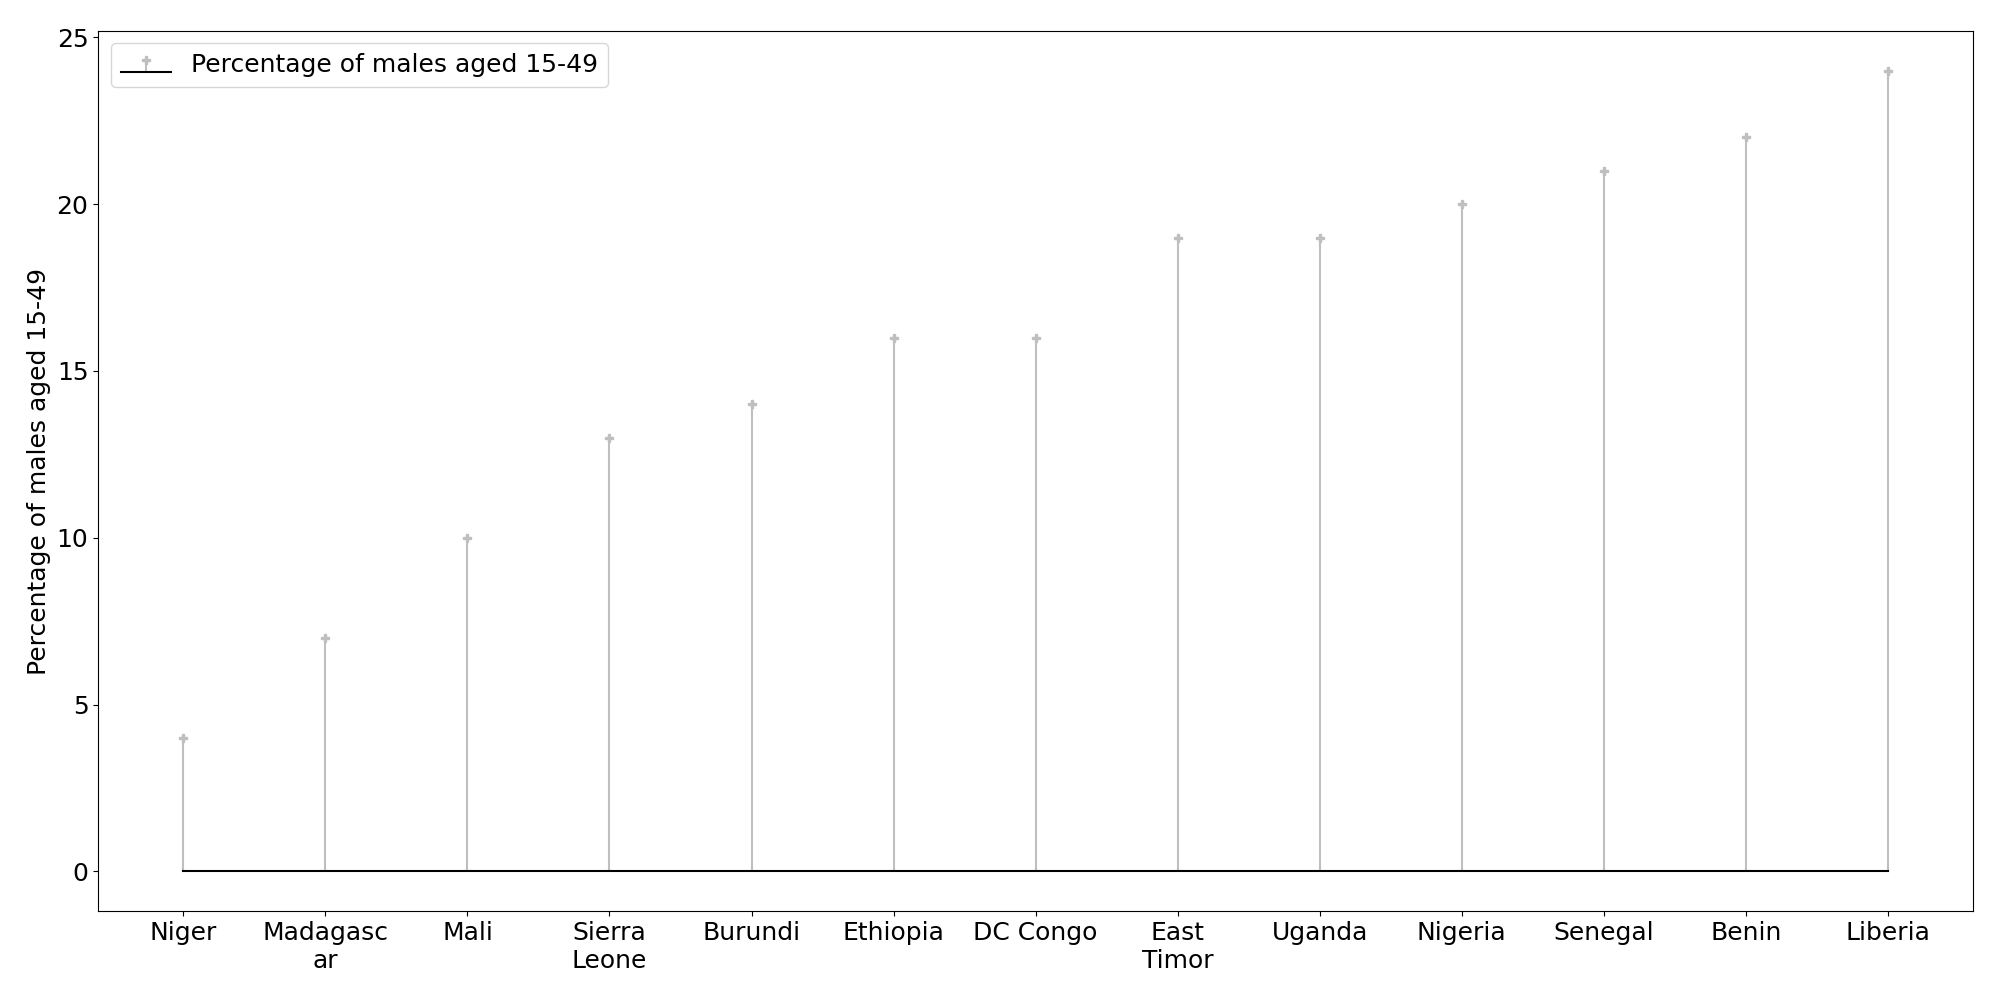 25
Percentage of males aged 15-49
20
15
10
5
0
Percentage of males aged 15-49
Niger
Madagasc
ar
Mali
Sierra
Leone
Burundi
Ethiopia
DC Congo
East
Timor
Uganda
Nigeria
Senegal
Benin
Liberia